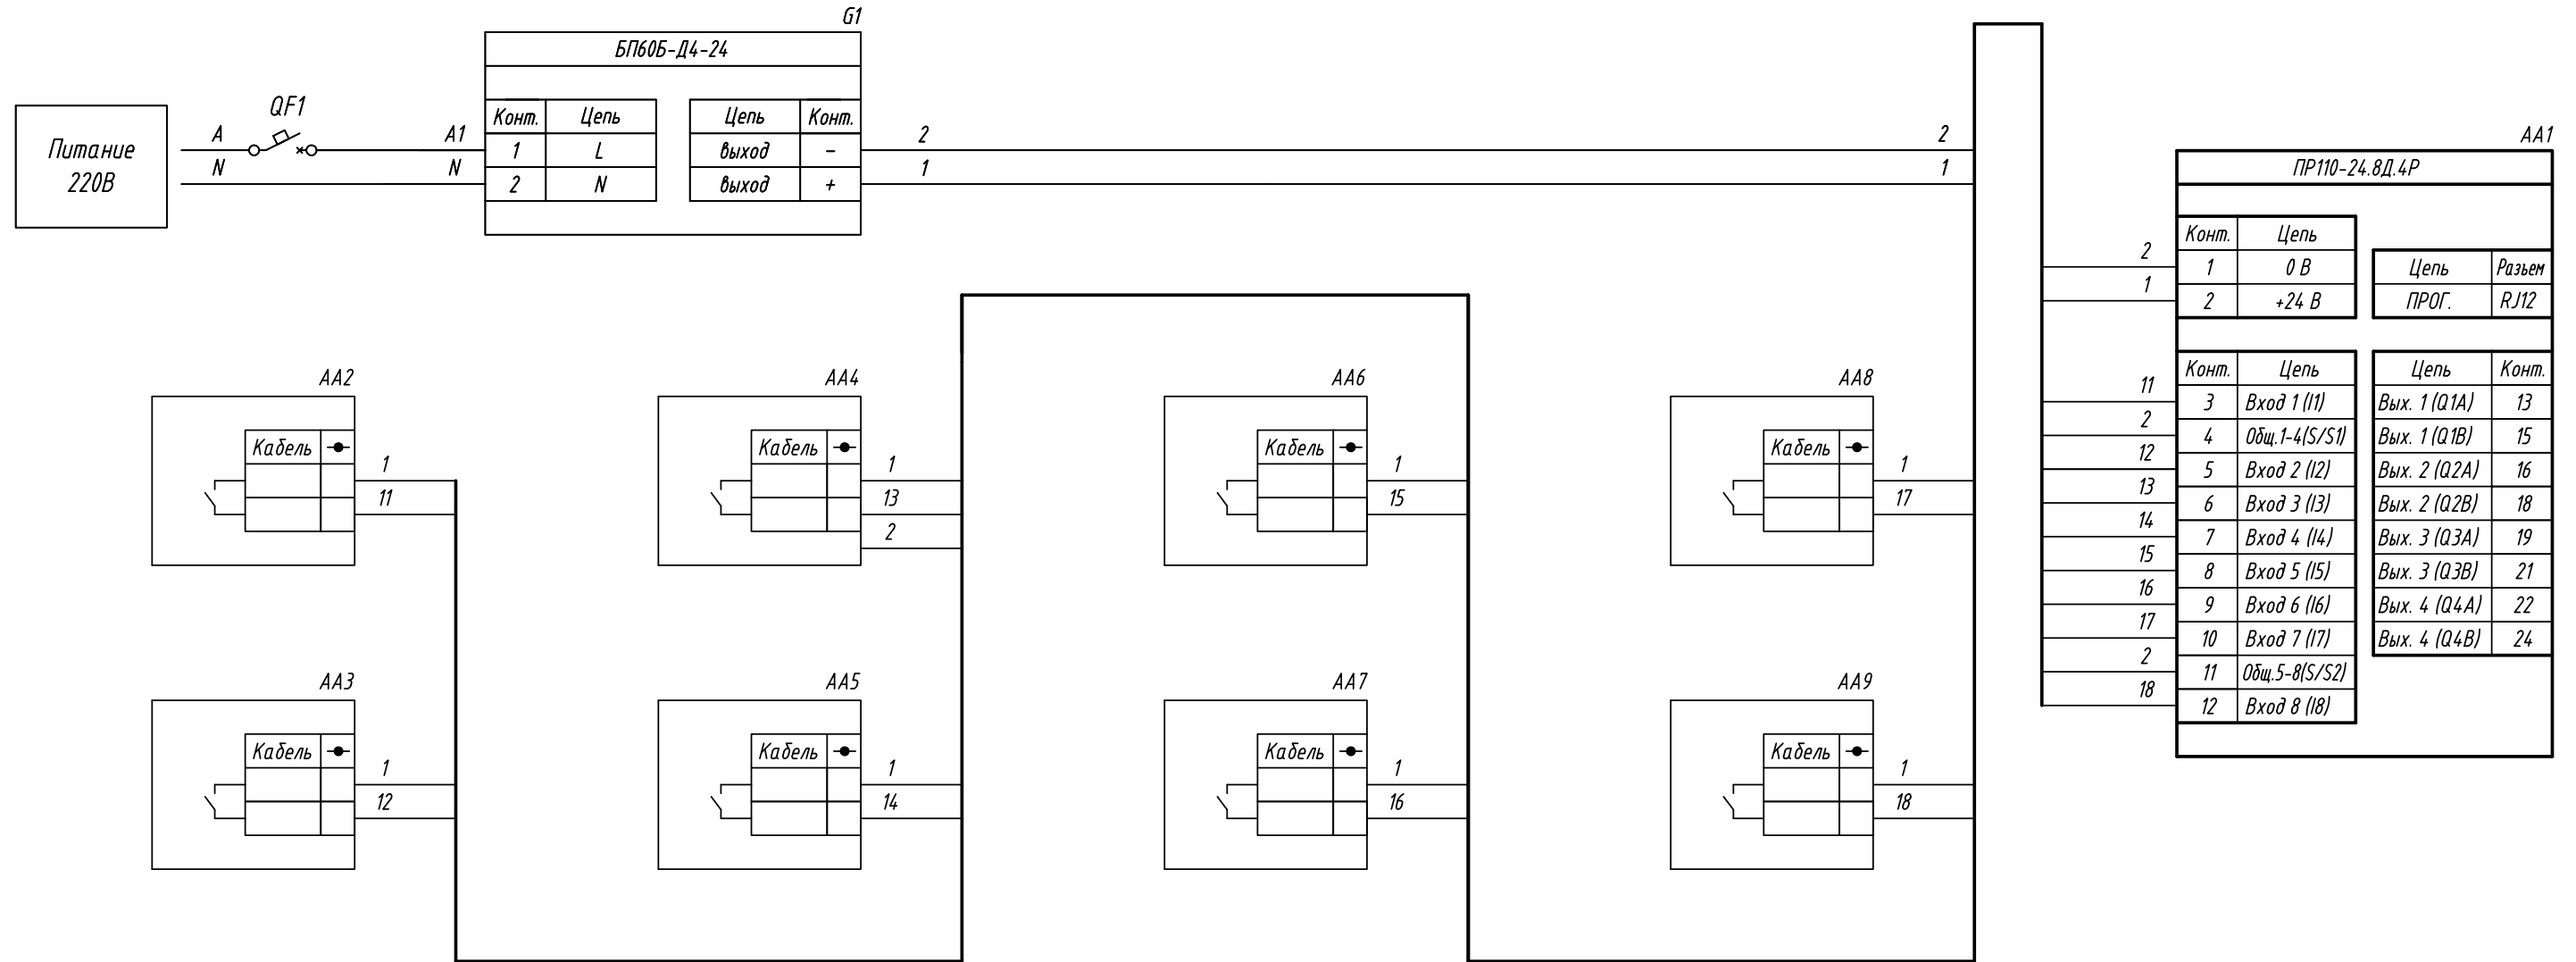 G1
БП60Б-Д4-24
Питание
220В
QF1
A
N
A1
N
Конт. Цепь
1 L
2 N
Цепь Конт.
выход -
выход +
2
1
2
1
AA1
ПР110-24.8Д.4Р
2
1
Конт. Цепь
1 0 В
2 +24 В
Цепь Разъем
ПРОГ. RJ12
11
2
12
13
14
15
16
17
2
18
Конт. Цепь
3 Вход 1 (I1)
4 Общ.1-4(S/S1)
5 Вход 2 (I2)
6 Вход 3 (I3)
7 Вход 4 (I4)
8 Вход 5 (I5)
9 Вход 6 (I6)
10 Вход 7 (I7)
11 Общ.5-8(S/S2)
12 Вход 8 (I8)
Цепь Конт.
Вых. 1 (Q1A) 13
Вых. 1 (Q1B) 15
Вых. 2 (Q2A) 16
Вых. 2 (Q2B) 18
Вых. 3 (Q3A) 19
Вых. 3 (Q3B) 21
Вых. 4 (Q4A) 22
Вых. 4 (Q4B) 24
AA2
Кабель
1
11
AA4
Кабель
1
13
2
AA6
Кабель
1
15
AA8
Кабель
1
17
AA3
Кабель
1
12
AA5
Кабель
1
14
AA7
Кабель
1
16
AA9
Кабель
1
18